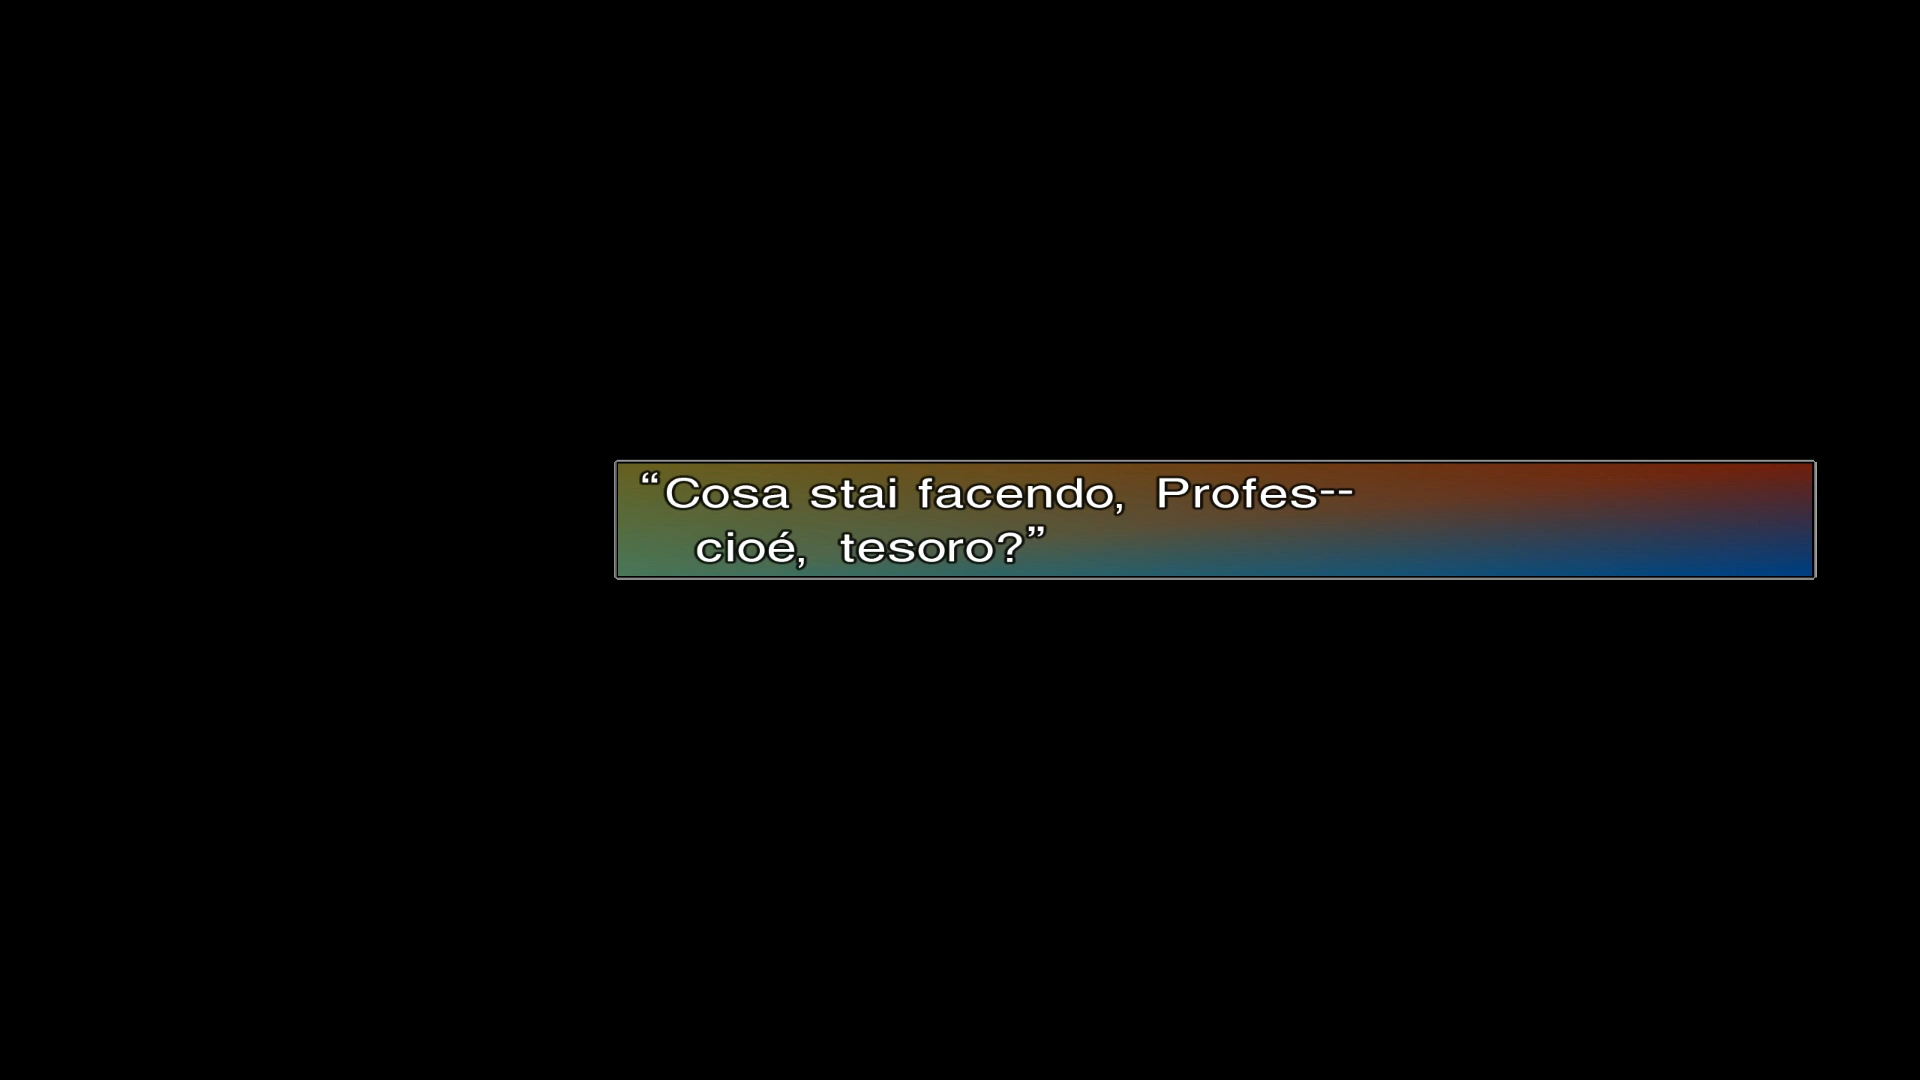 “Cosa stai facendo, Profes--
cioé, tesoro?”